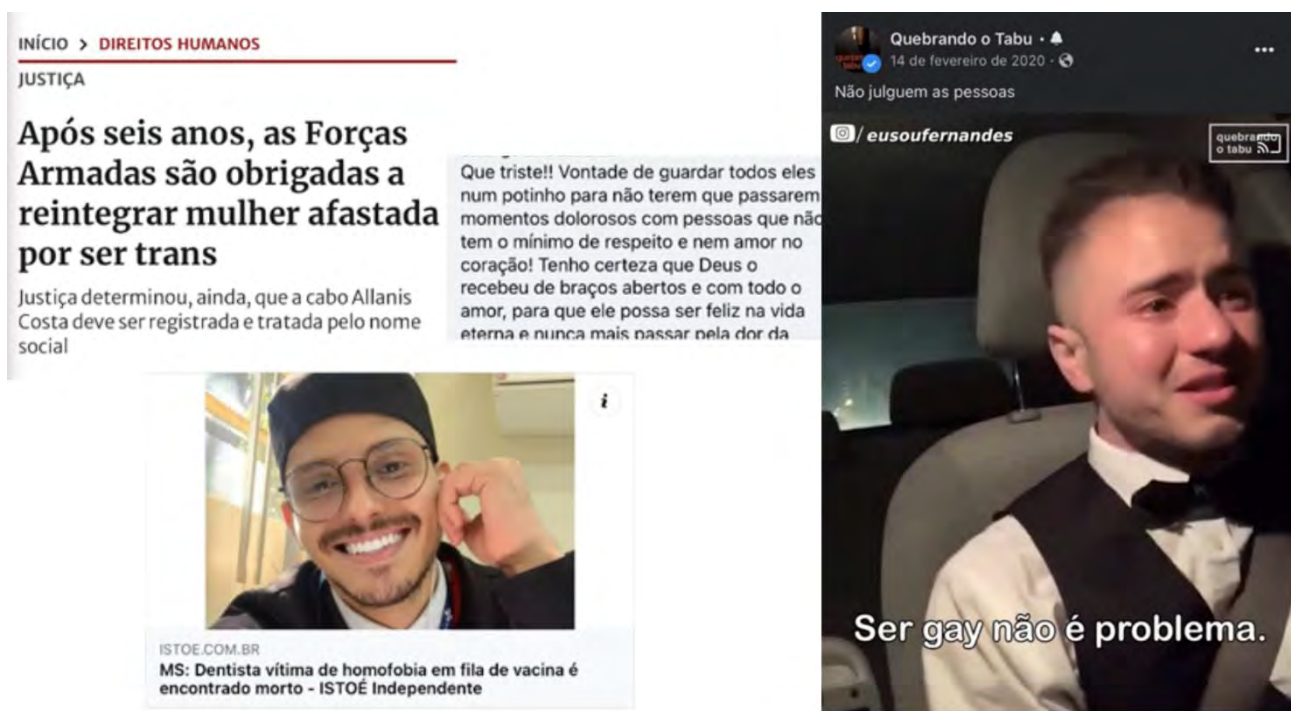 INÍCIO > DIREITOS HUMANOS
JUSTIÇA
Após seis anos, as Forças
Armadas são obrigadas a
reintegrar mulher afastada
por ser trans
Justiça determinou, ainda, que a cabo Allanis
Costa deve ser registrada e tratada pelo nome
social
Que triste!! Vontade de guardar todos eles
num potinho para não terem que passarem
momentos dolorosos com pessoas que não
tem o mínimo de respeito e nem amor no
coração! Tenho certeza que Deus o
recebeu de braços abertos e com todo o
amor, para que ele possa ser feliz na vida
eterna e nunca mais passar pela dor da
i
ISTOE.COM.BR
MS: Dentista vítima de homofobia em fila de vacina é
encontrado morto - ISTOÉ Independente
Quebrando o Tabu ·
14 de fevereiro de 2020 ·
Não julguem as pessoas
/eusoufernandes
quebrando
o tabu
Ser gay não é problema.